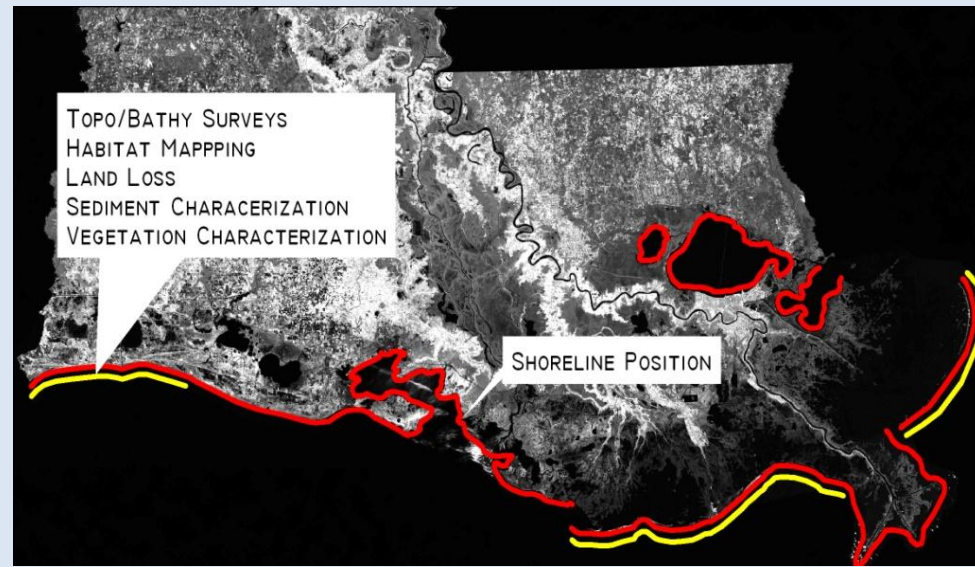 Topo/Bathy Surveys
Habitat Mappping
Land Loss
Sediment Characerization
Vegetation Characterization
Shoreline Position